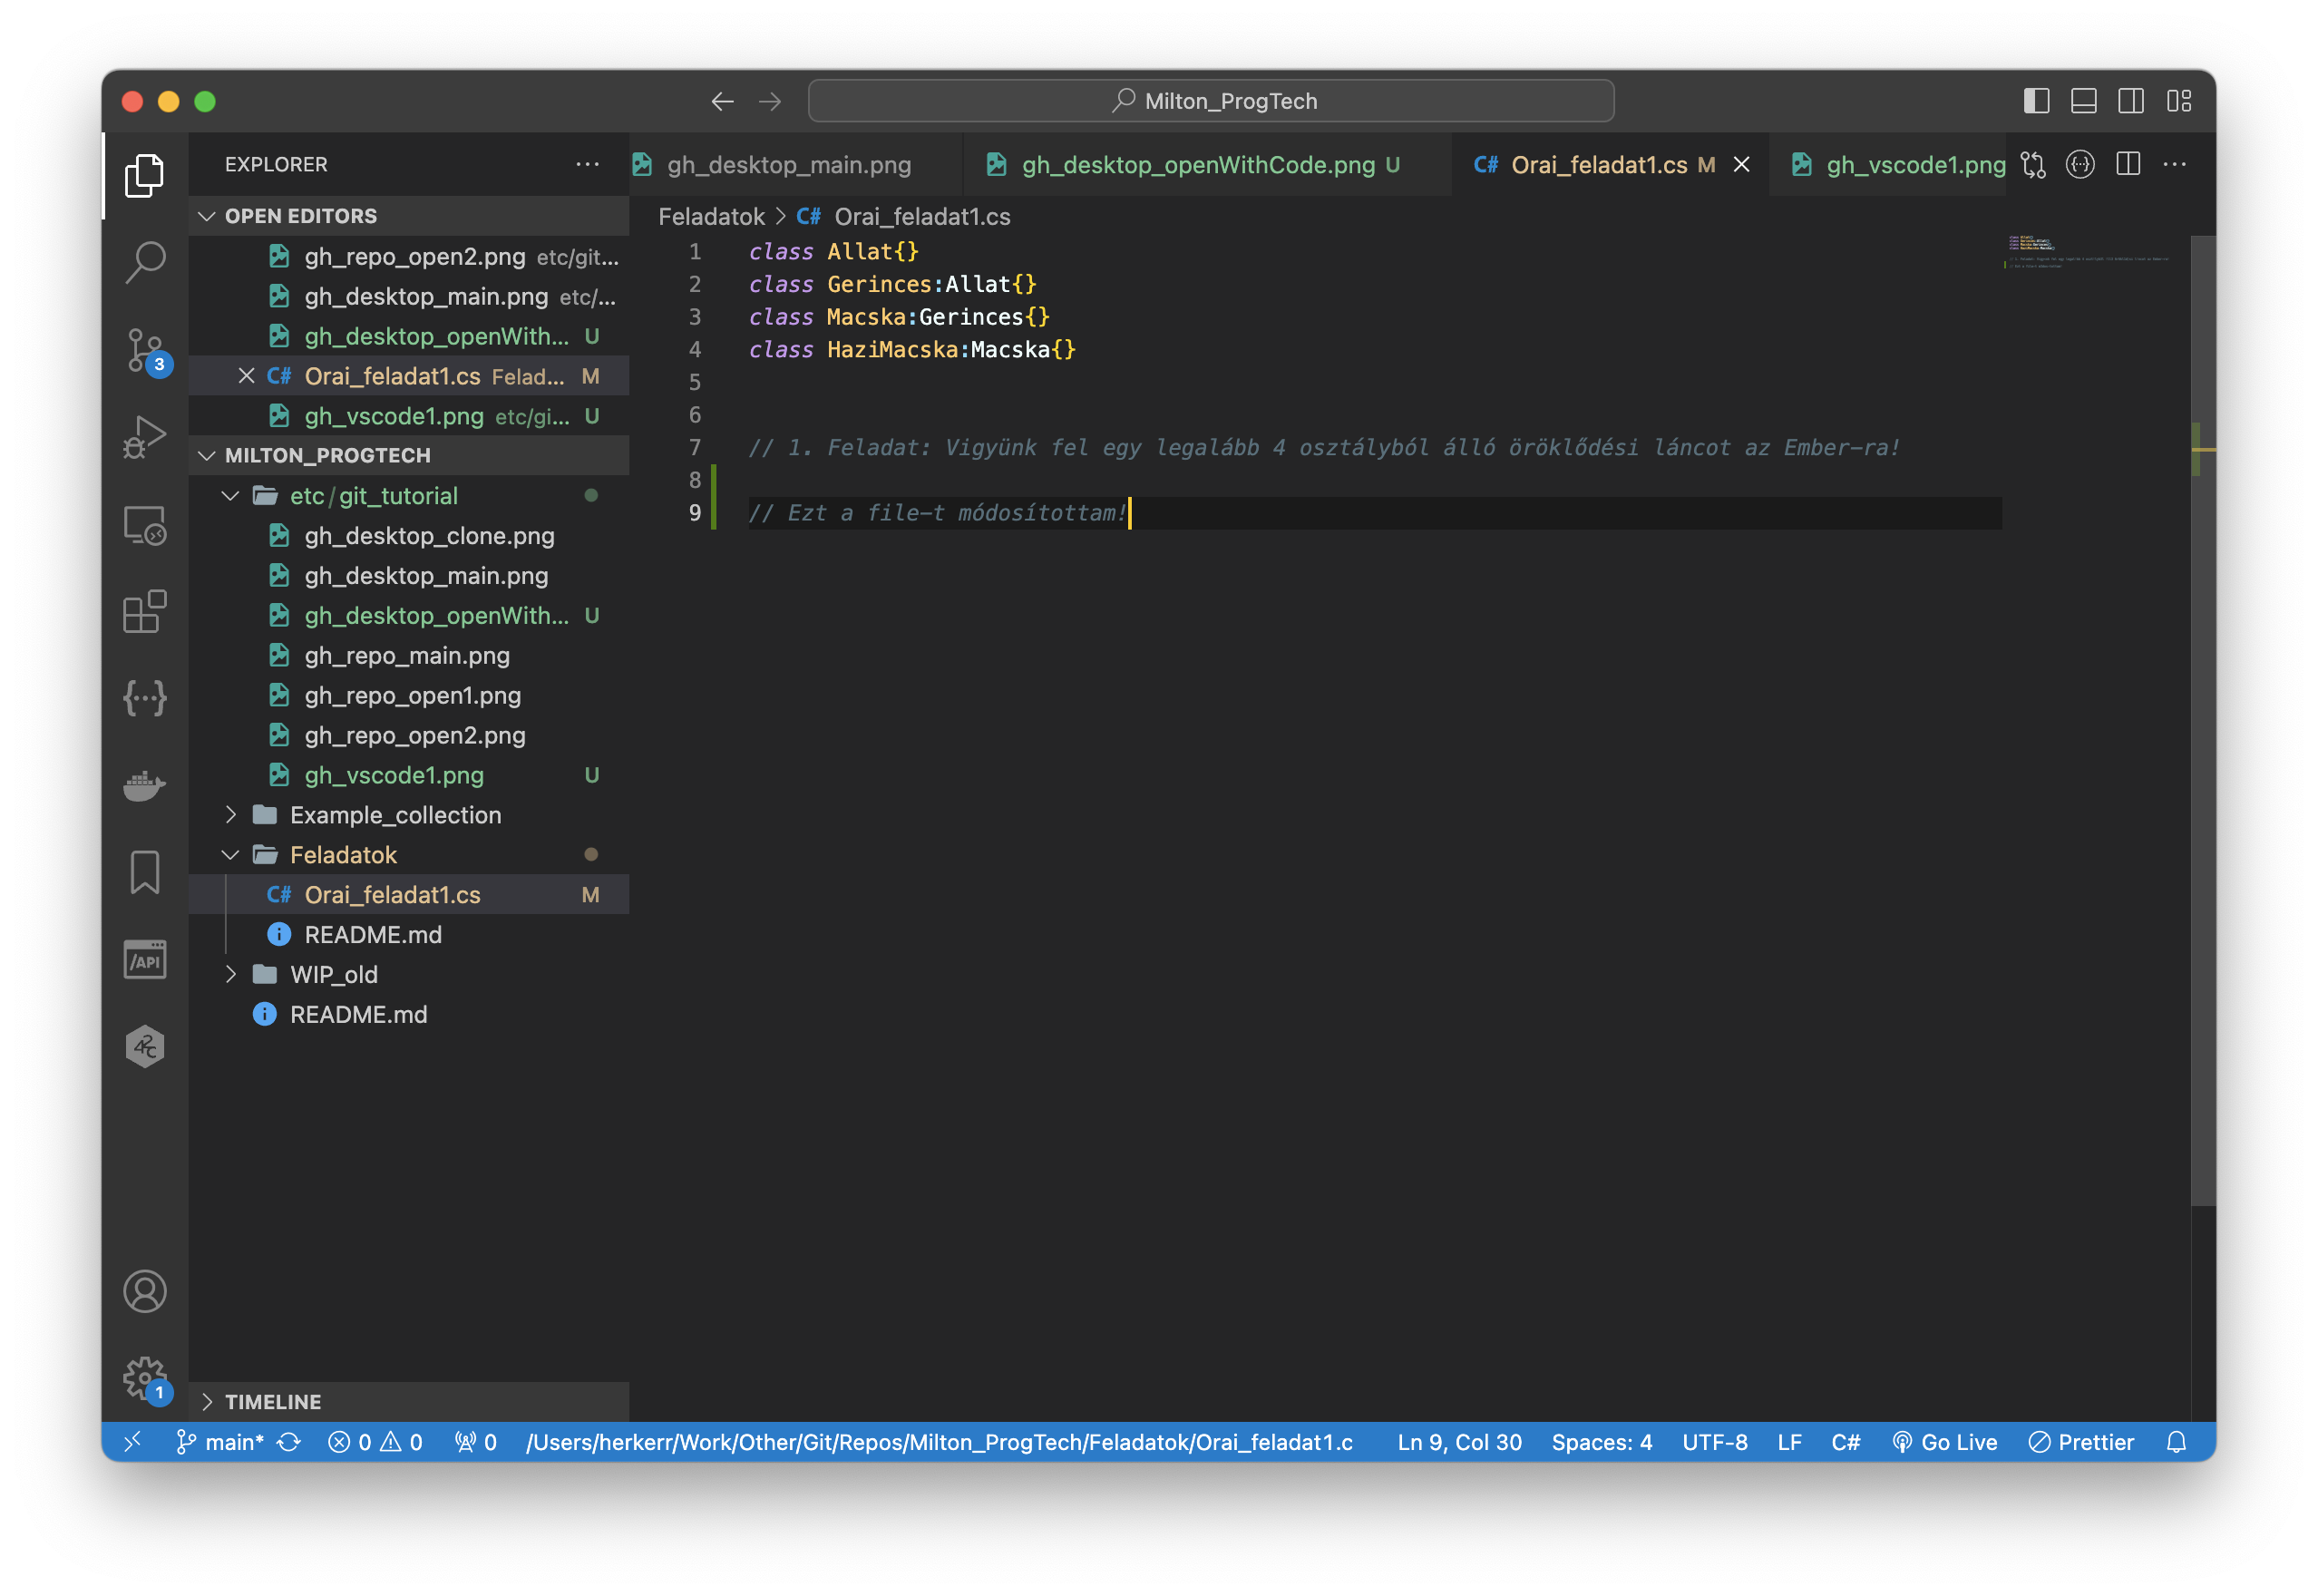 Milton_ProgTech
EXPLORER
OPEN EDITORS
gh_repo_open2.png etc/git...
gh_desktop_main.png etc/...
gh_desktop_openWith... U
C# Orai_feladat1.cs Felad... M
gh_vscode1.png etc/gi... U
MILTON_PROGTECH
etc/git_tutorial
gh_desktop_clone.png
gh_desktop_main.png
gh_desktop_openWith... U
gh_repo_main.png
gh_repo_open1.png
gh_repo_open2.png
gh_vscode1.png U
Example_collection
Feladatok
C# Orai_feladat1.cs M
README.md
WIP_old
README.md
TIMELINE
3
/API
42c
1
gh_desktop_main.png
gh_desktop_openWithCode.png U
C# Orai_feladat1.cs M
gh_vscode1.png
Feladatok > C# Orai_feladat1.cs
1 class Allat{}
2 class Gerinces:Allat{}
3 class Macska:Gerinces{}
4 class HaziMacska:Macska{}
5
6
7 // 1. Feladat: Vigyünk fel egy legalább 4 osztályból álló öröklődési láncot az Ember-ra!
8
9 // Ezt a file-t módosítottam!
main* 0 0 0 /Users/herkerr/Work/Other/Git/Repos/Milton_ProgTech/Feladatok/Orai_feladat1.c Ln 9, Col 30 Spaces: 4 UTF-8 LF C# Go Live Prettier